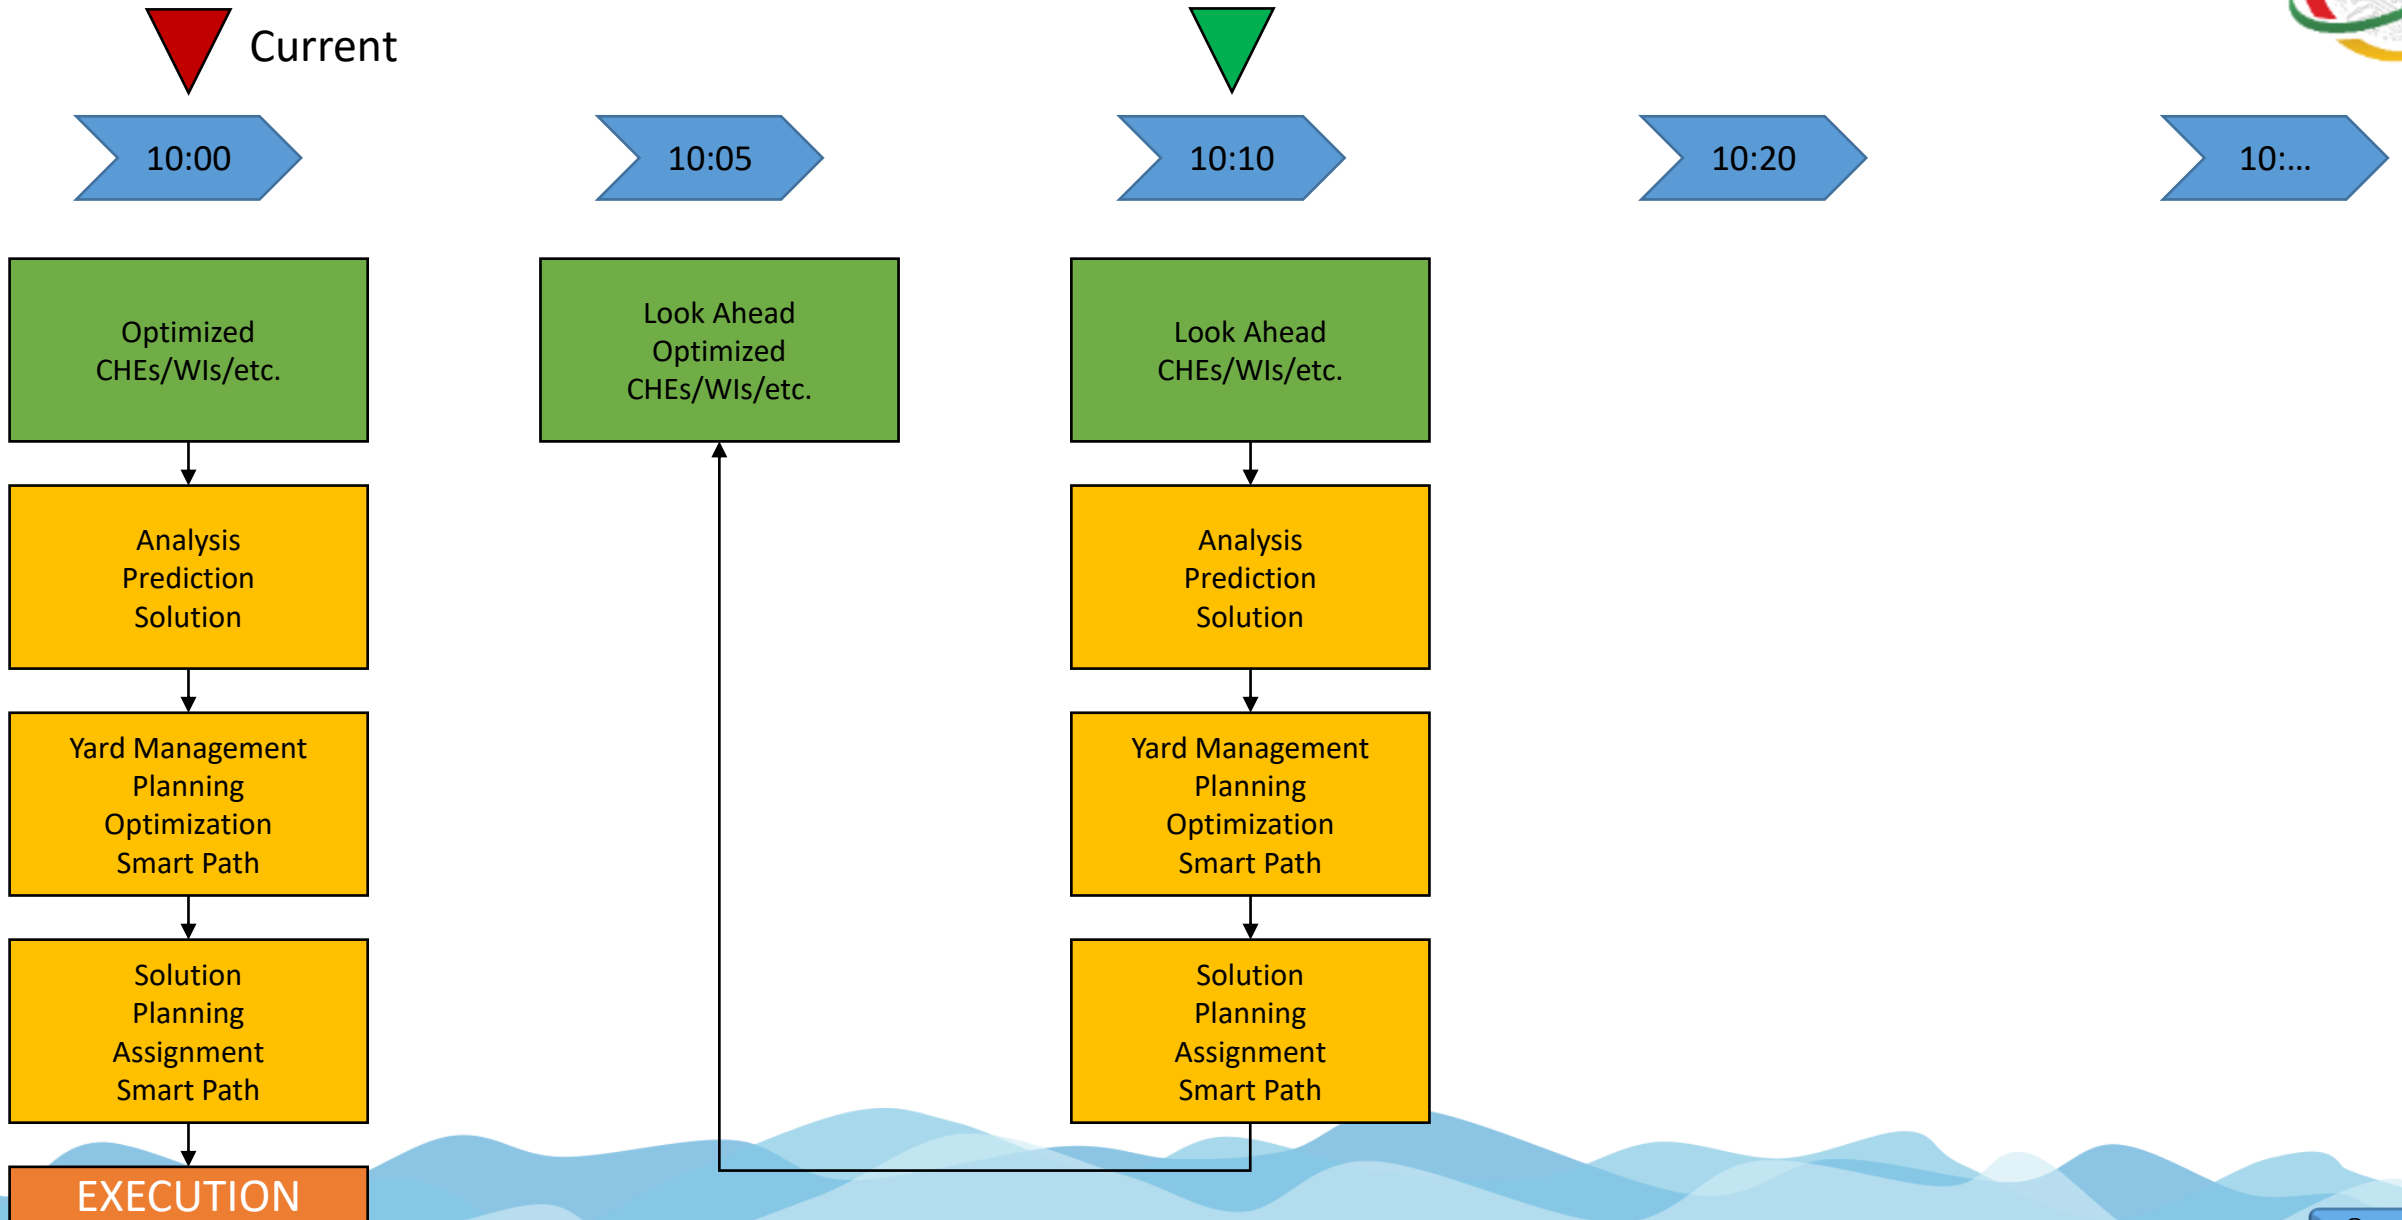 Current
10:00
10:05
10:10
10:20
10:...
Optimized
CHEs/WIs/etc.
Look Ahead
Optimized
CHEs/WIs/etc.
Look Ahead
CHEs/WIs/etc.
Analysis
Prediction
Solution
Analysis
Prediction
Solution
Yard Management
Planning
Optimization
Smart Path
Yard Management
Planning
Optimization
Smart Path
Solution
Planning
Assignment
Smart Path
Solution
Planning
Assignment
Smart Path
EXECUTION